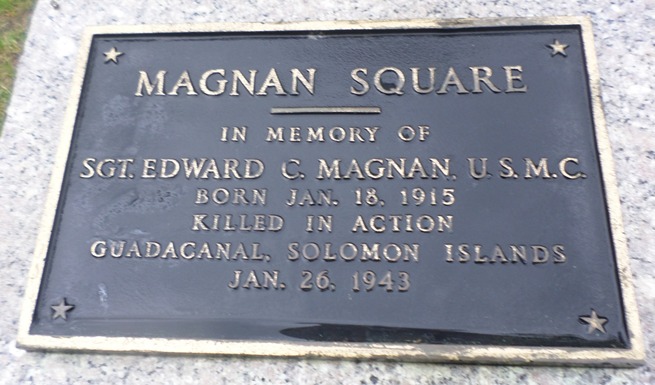 MAGNAN SQUARE
IN MEMORY OF
SGT. EDWARD C. MAGNAN, U.S.M.C.
BORN JAN. 18, 1915
KILLED IN ACTION
GUADACANAL, SOLOMON ISLANDS
JAN. 26, 1943